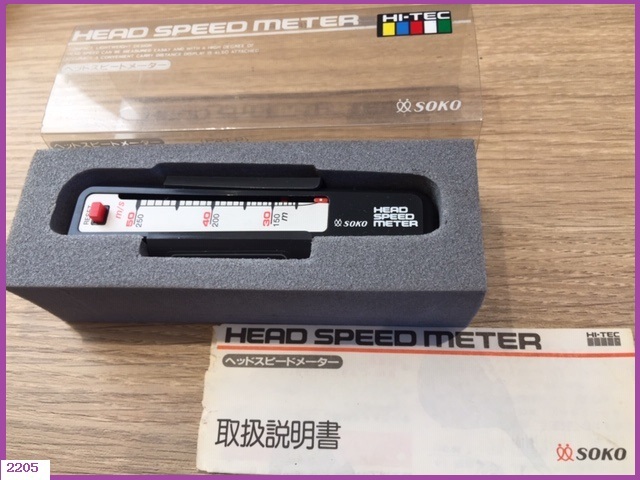 HEAD SPEED METER
HI-TEC
ヘッドスピードメーター
SOKO
RESET
m/s
50
40
30
250
200
150
m
SOKO
HEAD
SPEED
METER
HEAD SPEED METER
HI-TEC
ヘッドスピードメーター
取扱説明書
SOKO
2205